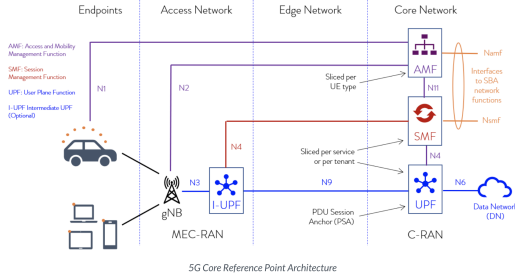 Endpoints
Access Network
Edge Network
Core Network
AMF: Access and Mobility
Management Function
SMF: Session
Management Function
UPF: User Plane Function
I-UPF Intermediate UPF
(Optional)
N1
N2
Sliced per
UE type
AMF
Namf
Interfaces
to SBA
network
functions
N11
N4
SMF
Nsmf
Sliced per service
or per tenant
N4
gNB
N3
I-UPF
N9
UPF
N6
Data Network
(DN)
PDU Session
Anchor (PSA)
MEC-RAN
C-RAN
5G Core Reference Point Architecture